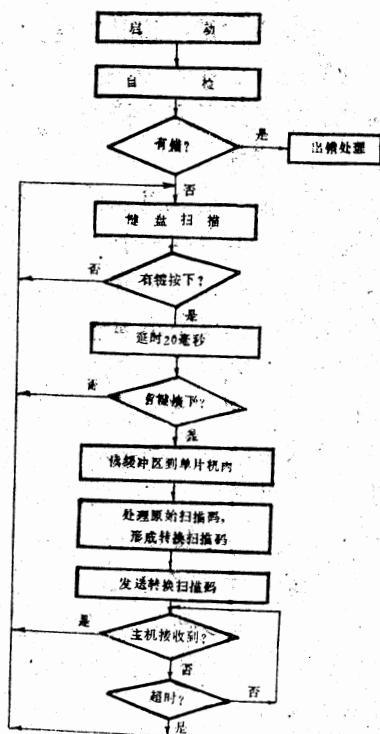 启 动
自 检
有错?
是
出错处理
否
键 盘 扫 描
否
有键按下?
是
延时20毫秒
否
有键按下?
是
读缓冲区到单片机内
处理原始扫描码,
形成转换扫描码
发送转换扫描码
是
主机接收到?
否
超时?
否
是